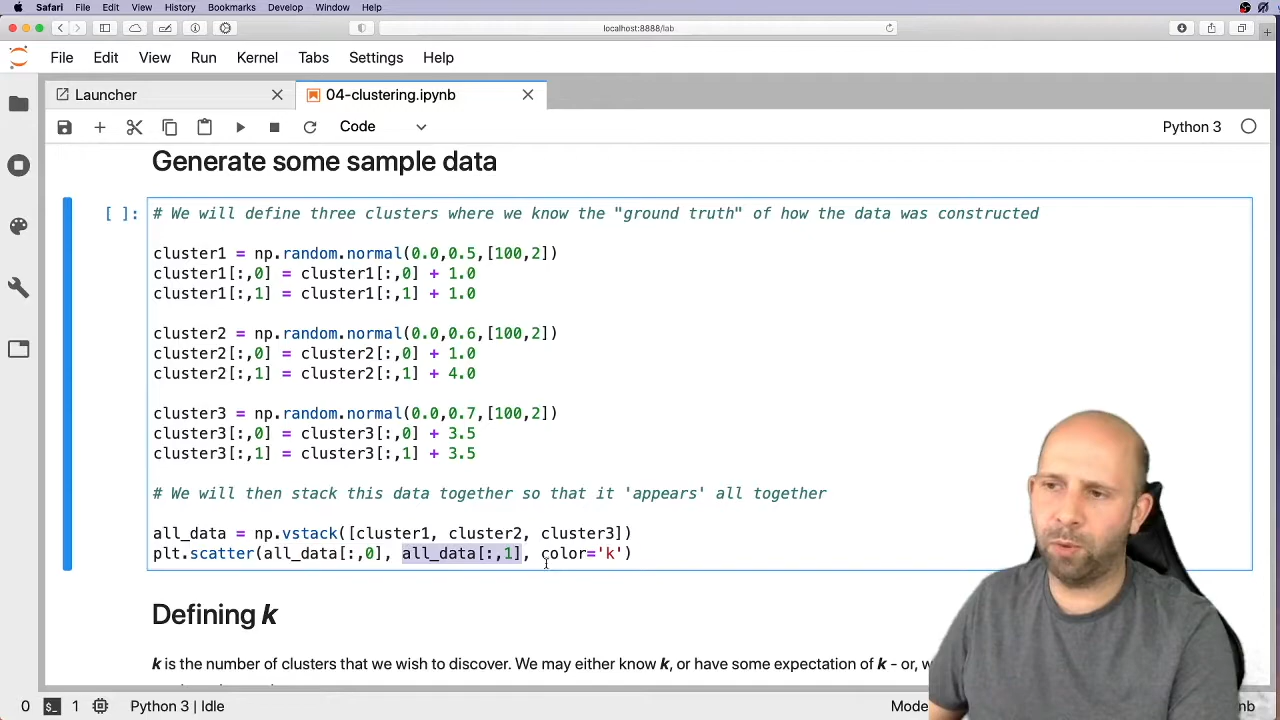 Safari File Edit View History Bookmarks Develop Window Help
localhost:8888/lab
File Edit View Run Kernel Tabs Settings Help
Launcher 04-clustering.ipynb
Code Python 3
Generate some sample data
[ ]: # We will define three clusters where we know the "ground truth" of how the data was constructed
cluster1 = np.random.normal(0.0,0.5,[100,2])
cluster1[:,0] = cluster1[:,0] + 1.0
cluster1[:,1] = cluster1[:,1] + 1.0
cluster2 = np.random.normal(0.0,0.6,[100,2])
cluster2[:,0] = cluster2[:,0] + 1.0
cluster2[:,1] = cluster2[:,1] + 4.0
cluster3 = np.random.normal(0.0,0.7,[100,2])
cluster3[:,0] = cluster3[:,0] + 3.5
cluster3[:,1] = cluster3[:,1] + 3.5
# We will then stack this data together so that it 'appears' all together
all_data = np.vstack([cluster1, cluster2, cluster3])
plt.scatter(all_data[:,0], all_data[:,1], color='k')
Defining k
k is the number of clusters that we wish to discover. We may either know k, or have some expectation of k - or, w
0 $_ 1 Python 3 | Idle Mode nb